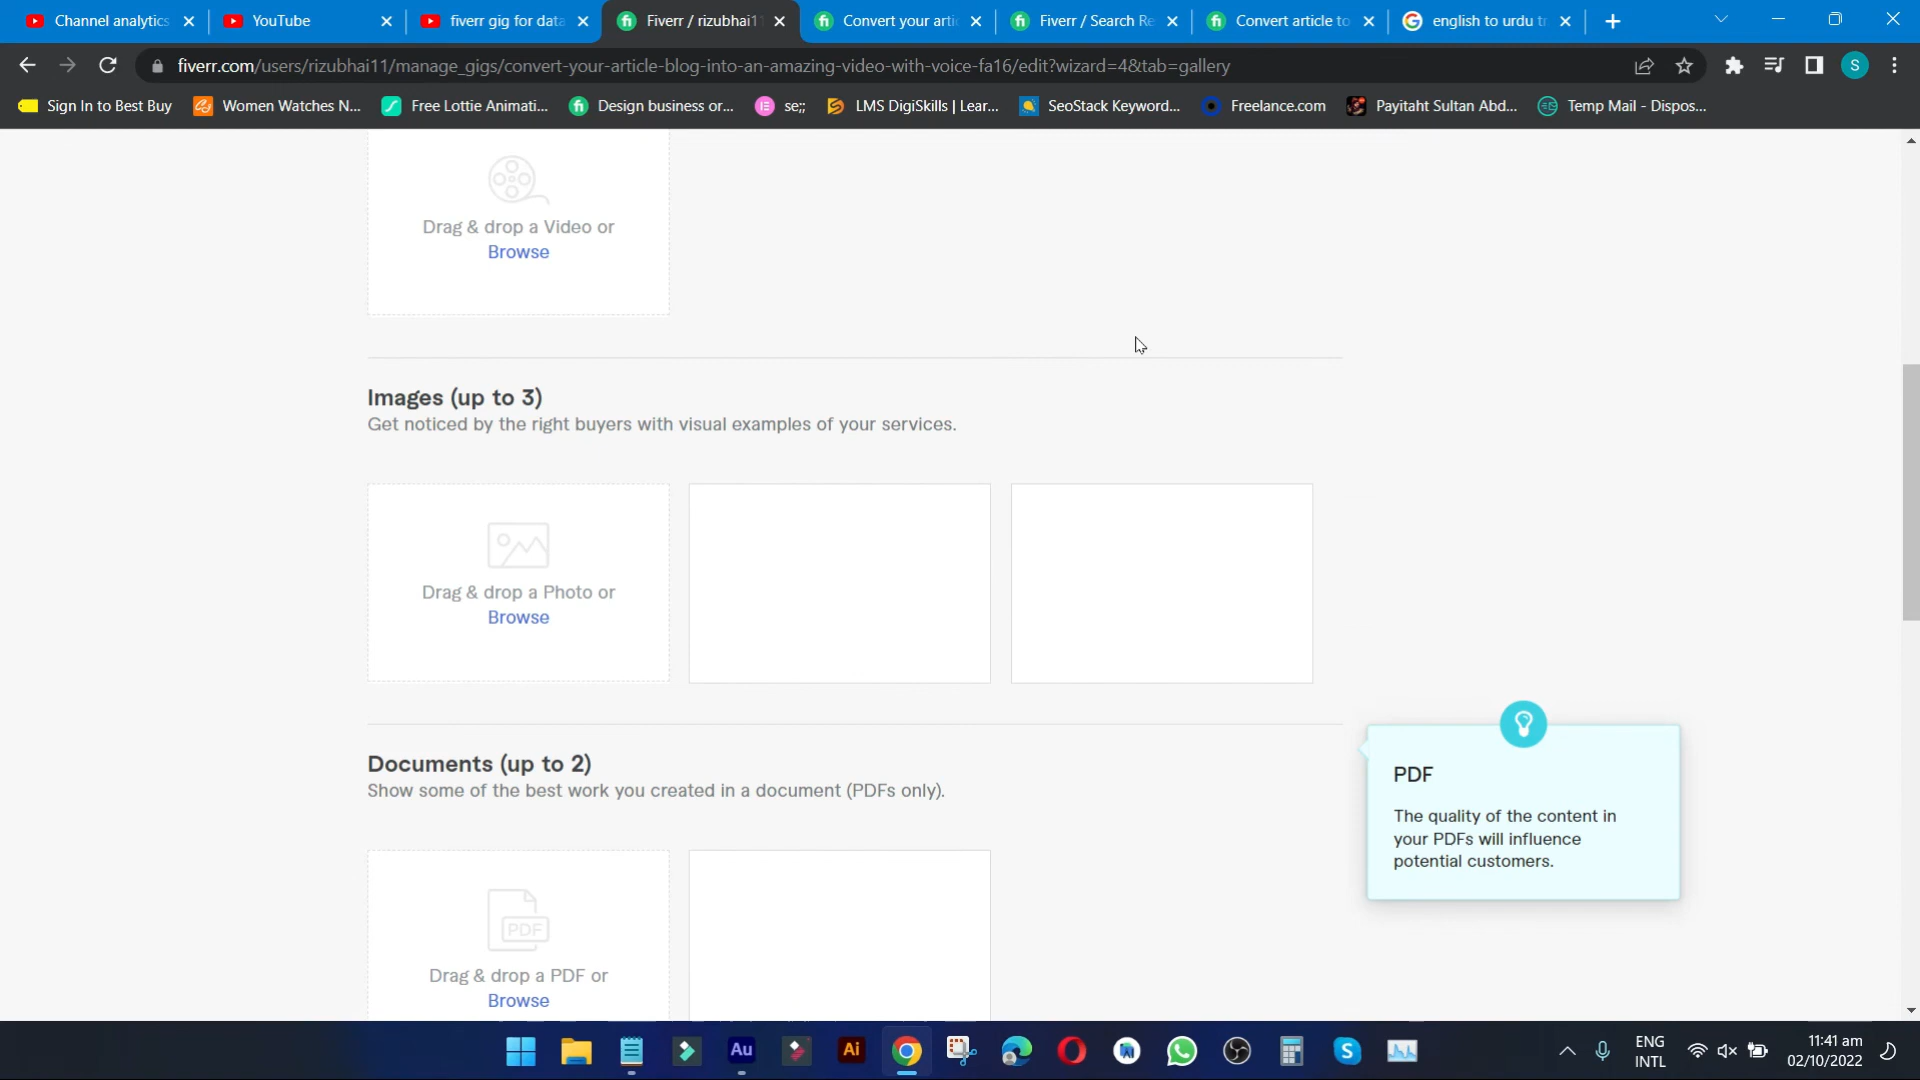 Channel analytics
YouTube
fiverr gig for data
Fiverr / rizubhai11
Convert your arti
Fiverr / Search Re
Convert article to
english to urdu tr
fiverr.com/users/rizubhai11/manage_gigs/convert-your-article-blog-into-an-amazing-video-with-voice-fa16/edit?wizard=4&tab=gallery
S
Sign In to Best Buy
Women Watches N...
Free Lottie Animati...
Design business or...
se;;
LMS DigiSkills | Lear...
SeoStack Keyword...
Freelance.com
Payitaht Sultan Abd...
Temp Mail - Dispos...
Drag & drop a Video or
Browse
Images (up to 3)
Get noticed by the right buyers with visual examples of your services.
Drag & drop a Photo or
Browse
Documents (up to 2)
Show some of the best work you created in a document (PDFs only).
PDF
Drag & drop a PDF or
Browse
PDF
The quality of the content in
your PDFs will influence
potential customers.
Au
Ai
ENG
INTL
11:41 am
02/10/2022